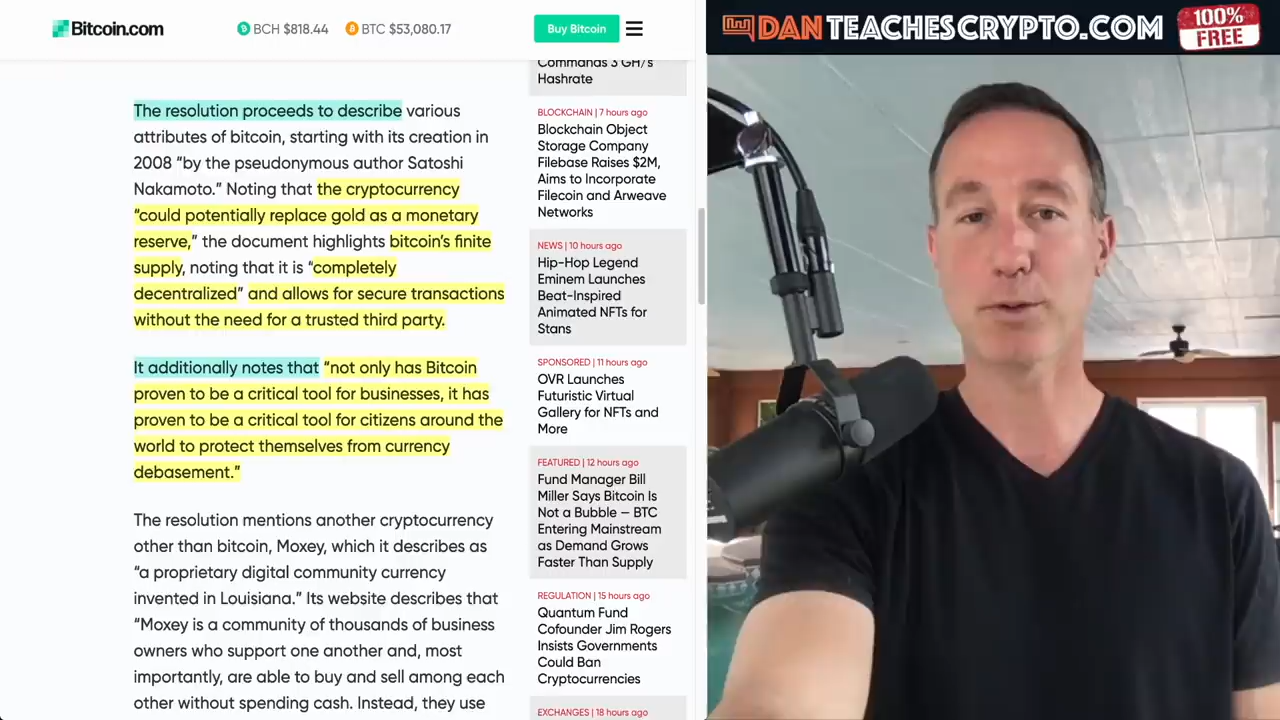 Bitcoin.com
BCH $818.44
BTC $53,080.17
Buy Bitcoin
The resolution proceeds to describe various
attributes of bitcoin, starting with its creation in
2008 “by the pseudonymous author Satoshi
Nakamoto.” Noting that the cryptocurrency
“could potentially replace gold as a monetary
reserve,” the document highlights bitcoin’s finite
supply, noting that it is “completely
decentralized” and allows for secure transactions
without the need for a trusted third party.
It additionally notes that “not only has Bitcoin
proven to be a critical tool for businesses, it has
proven to be a critical tool for citizens around the
world to protect themselves from currency
debasement.”
The resolution mentions another cryptocurrency
other than bitcoin, Moxey, which it describes as
“a proprietary digital community currency
invented in Louisiana.” Its website describes that
“Moxey is a community of thousands of business
owners who support one another and, most
importantly, are able to buy and sell among each
other without spending cash. Instead, they use
Commands 3 GH/s
Hashrate
BLOCKCHAIN | 7 hours ago
Blockchain Object
Storage Company
Filebase Raises $2M,
Aims to Incorporate
Filecoin and Arweave
Networks
NEWS | 10 hours ago
Hip-Hop Legend
Eminem Launches
Beat-Inspired
Animated NFTs for
Stans
SPONSORED | 11 hours ago
OVR Launches
Futuristic Virtual
Gallery for NFTs and
More
FEATURED | 12 hours ago
Fund Manager Bill
Miller Says Bitcoin Is
Not a Bubble — BTC
Entering Mainstream
as Demand Grows
Faster Than Supply
REGULATION | 15 hours ago
Quantum Fund
Cofounder Jim Rogers
Insists Governments
Could Ban
Cryptocurrencies
EXCHANGES | 18 hours ago
DANTEACHESCRYPTO.COM
100%
FREE